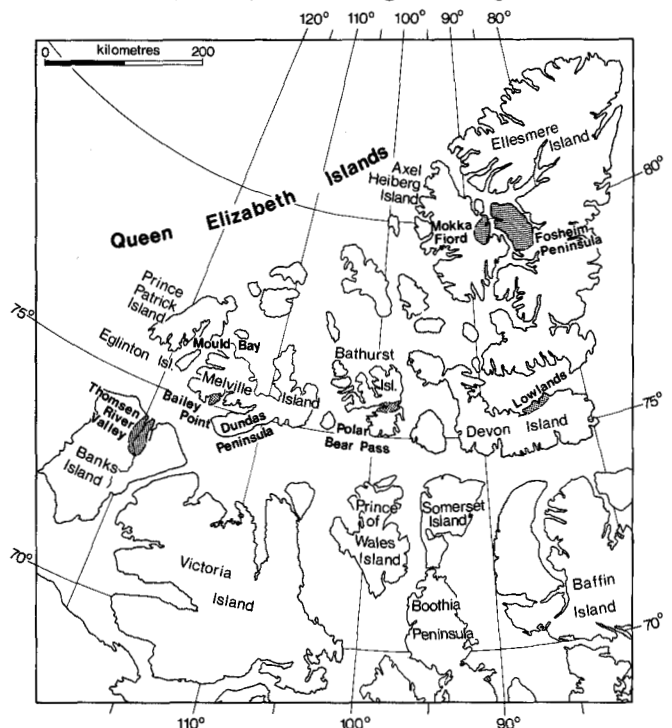 120° 110° 100° 90° 80°
kilometres
0 200
Ellesmere
Island
80°
Axel
Heiberg
Island
Queen Elizabeth Islands
Mokka
Fiord
Fosheim
Peninsula
Prince
Patrick
Island
75°
Mould Bay
Eglinton Isl.
Bathurst
Isl.
Melville
Island
Bailey
Point
Dundas
Peninsula
Thomsen
River
Valley
Lowlands
75°
Polar
Bear Pass
Devon
Island
Banks
Island
Prince
of
Wales
Island
Somerset
Island
70°
Victoria
Island
Boothia
Peninsula
Baffin
Island
70°
110° 100° 90°